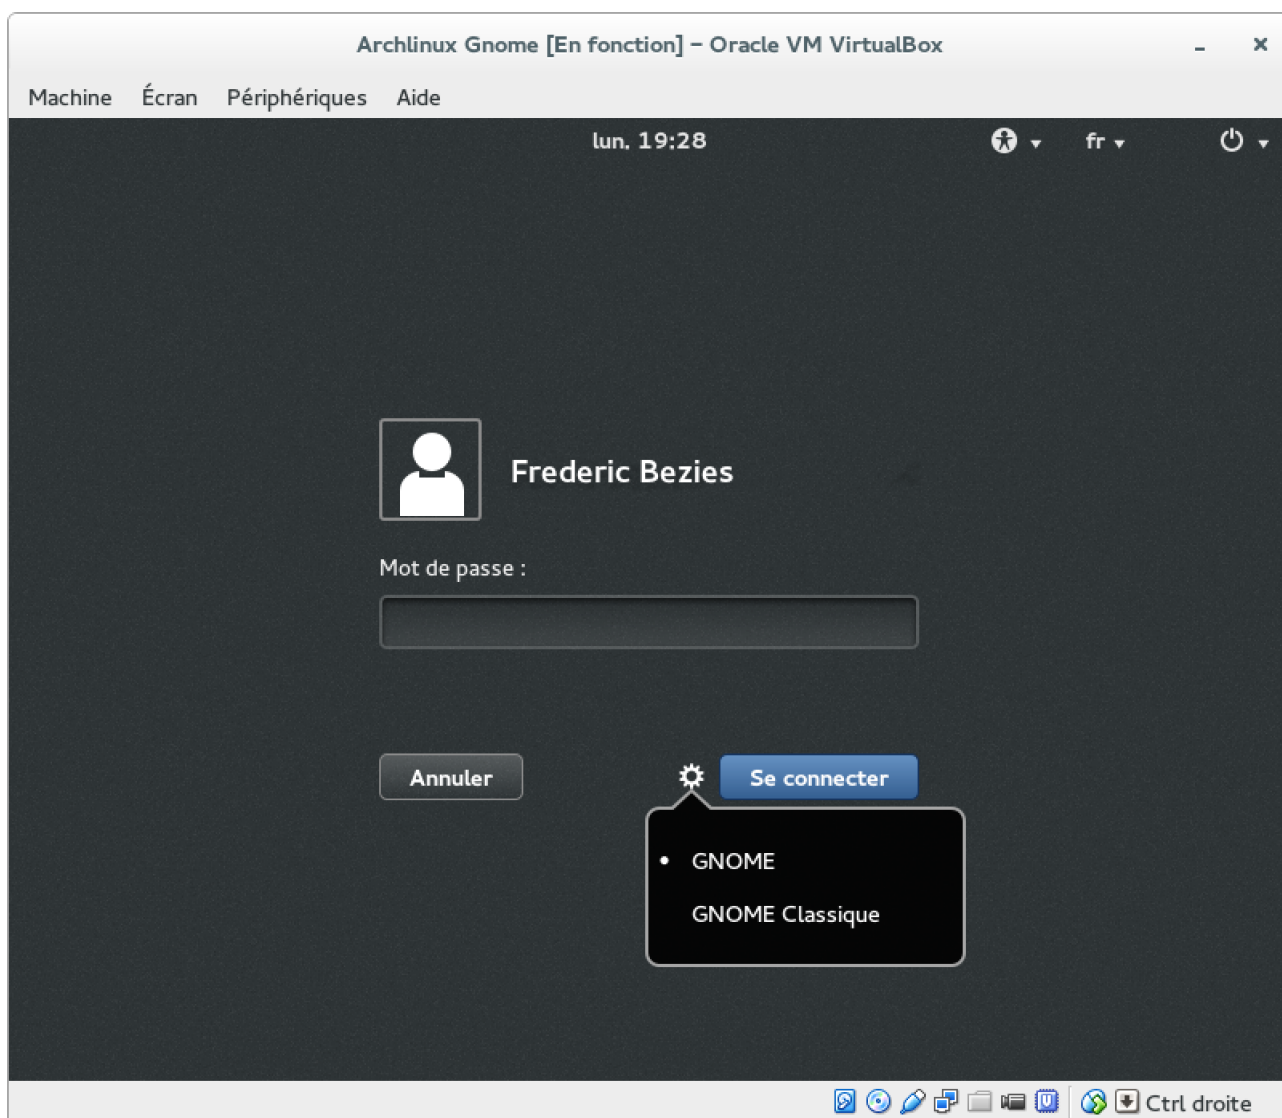 Archlinux Gnome [En fonction] – Oracle VM VirtualBox
Machine Écran Périphériques Aide
lun. 19:28 fr
Frederic Bezies
Mot de passe :
Annuler Se connecter
• GNOME
GNOME Classique
Ctrl droite